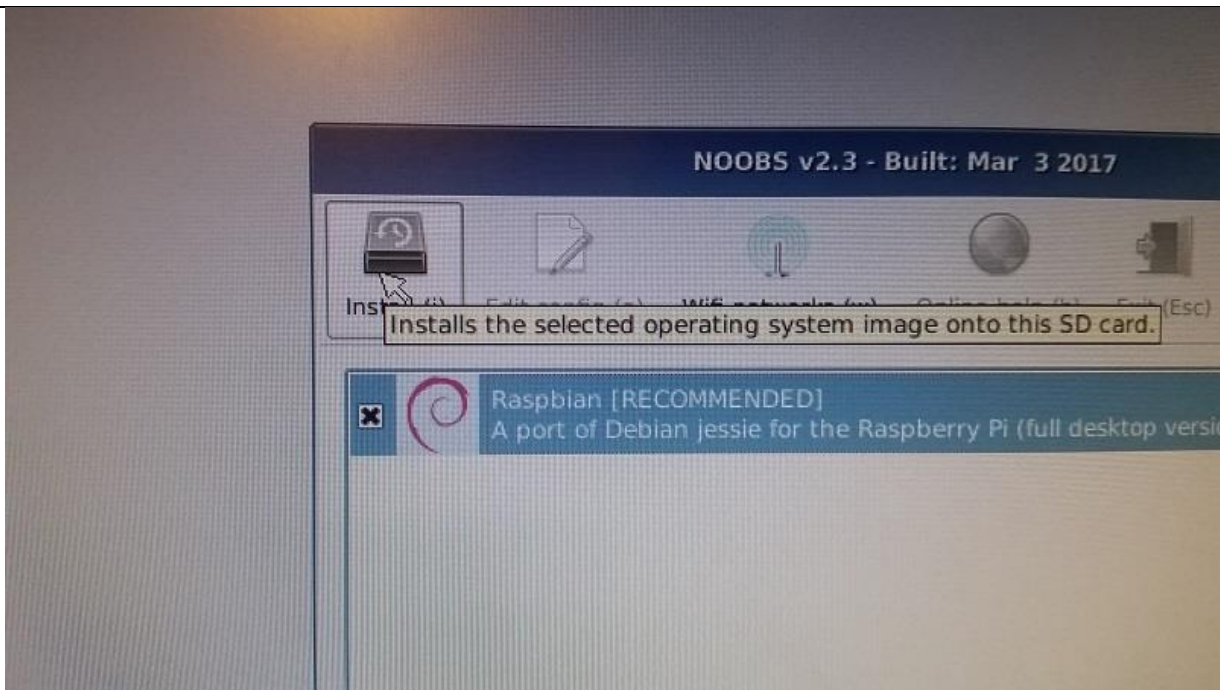 NOOBS v2.3 - Built: Mar 3 2017
Installs the selected operating system image onto this SD card.
(Esc)
Raspbian [RECOMMENDED]
A port of Debian jessie for the Raspberry Pi (full desktop